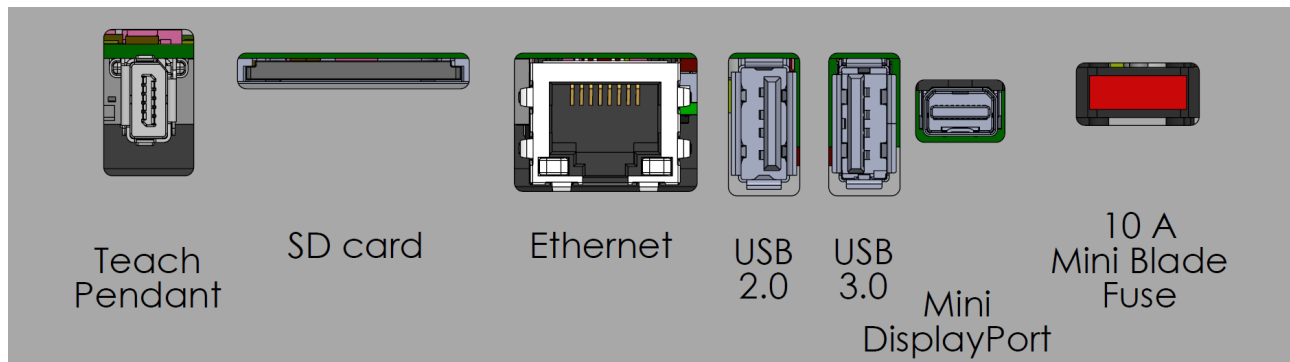 Teach
Pendant
SD card
Ethernet
USB
2.0
USB
3.0
Mini
DisplayPort
10 A
Mini Blade
Fuse